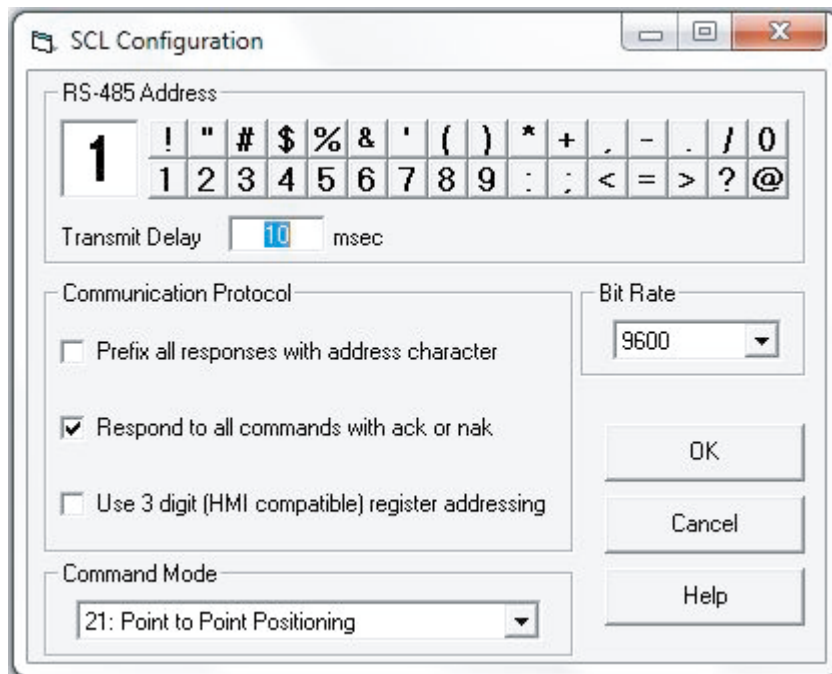 SCL Configuration
RS-485 Address
1
! " # $ % & ' ( ) * + , - . / 0
1 2 3 4 5 6 7 8 9 : ; < = > ? @
Transmit Delay 10 msec
Communication Protocol
Prefix all responses with address character
Respond to all commands with ack or nak
Use 3 digit (HMI compatible) register addressing
Bit Rate
9600
OK
Cancel
Help
Command Mode
21: Point to Point Positioning